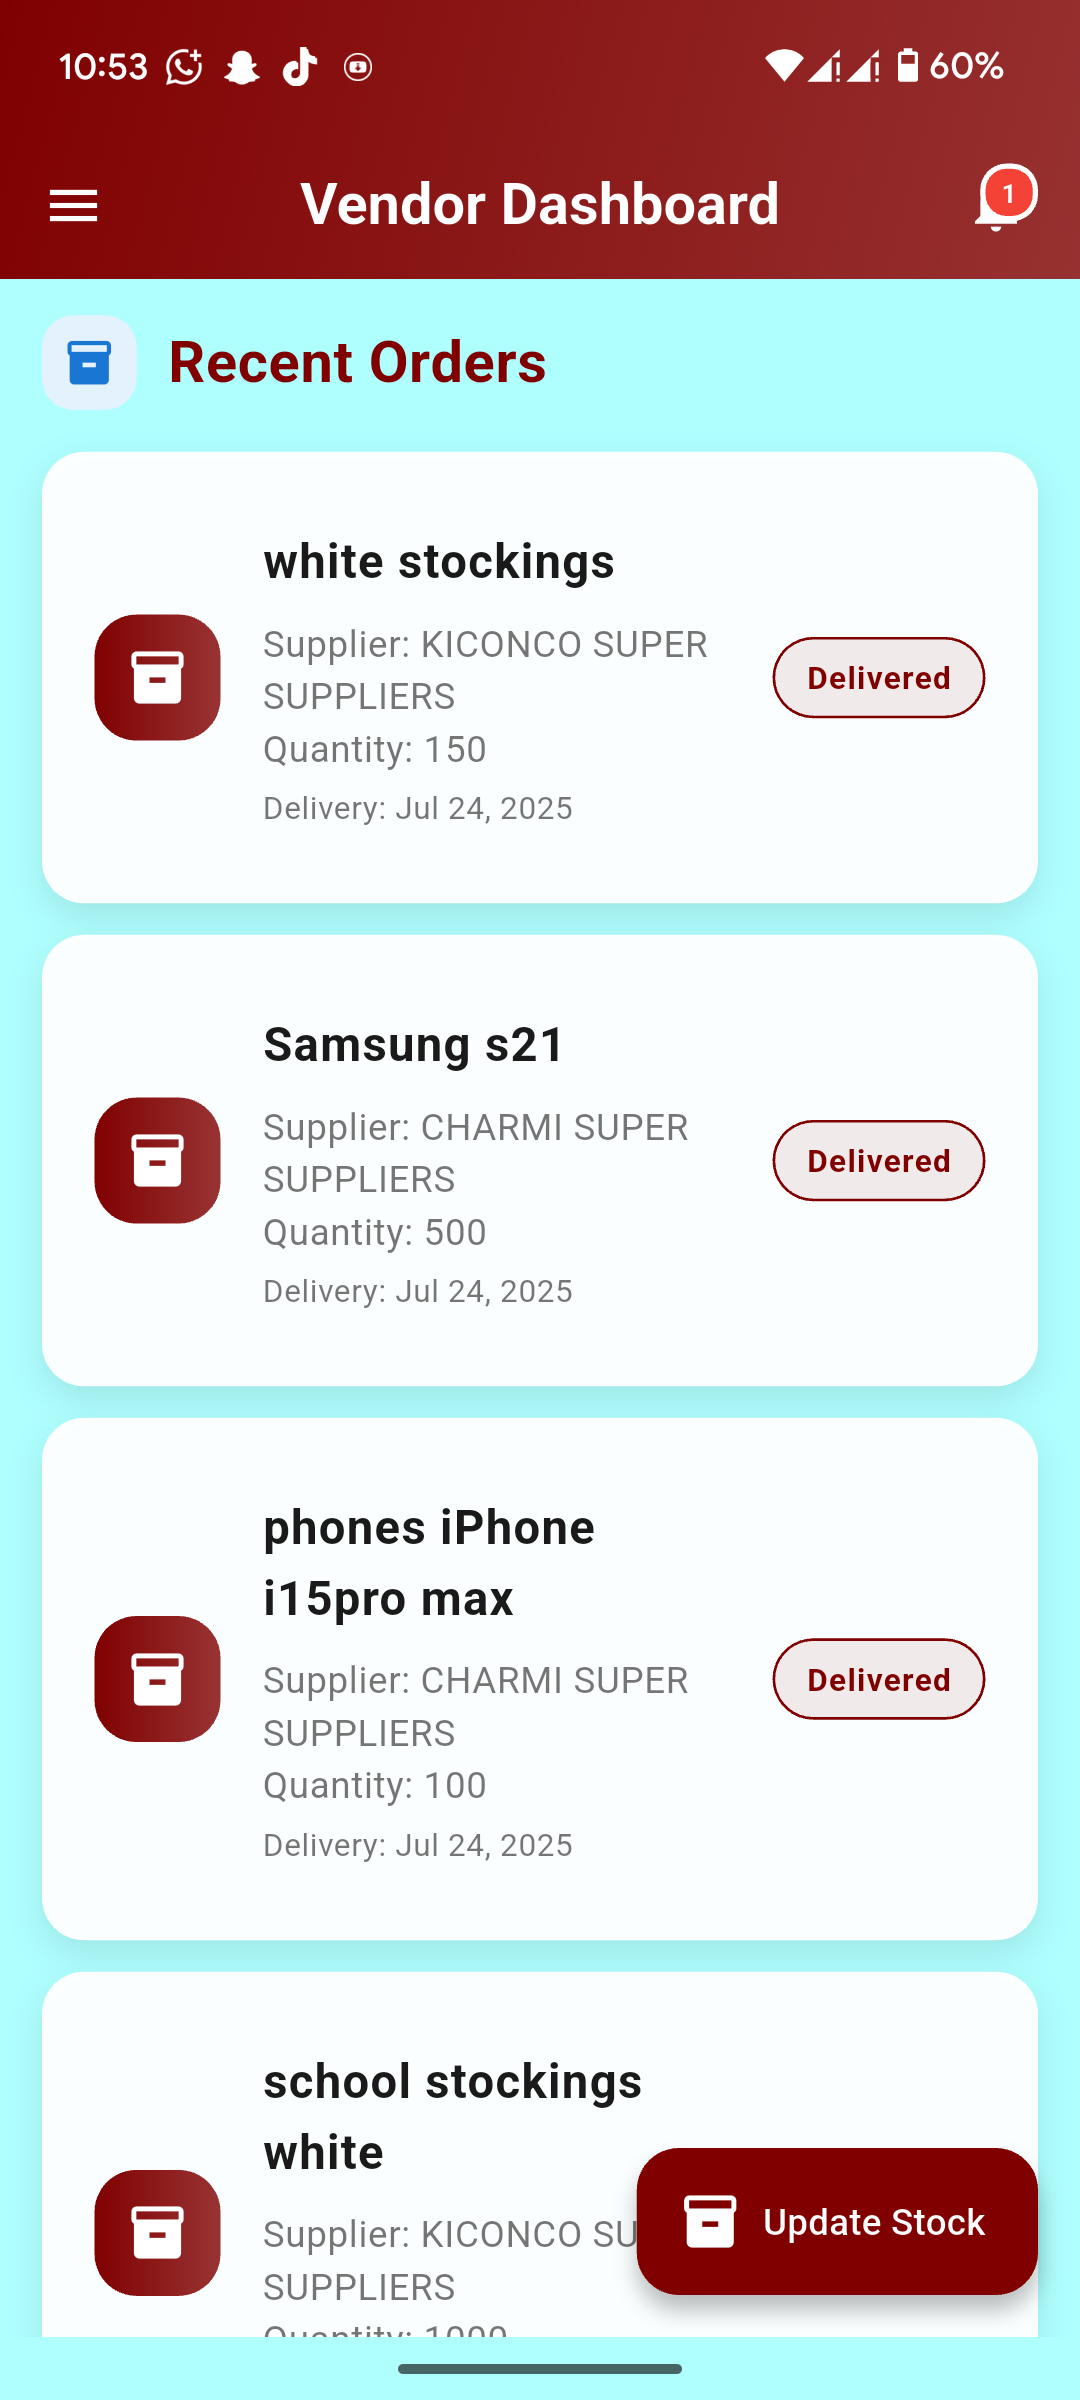 10:53
60%
Vendor Dashboard
1
Recent Orders
white stockings
Supplier: KICONCO SUPER
SUPPLIERS
Quantity: 150
Delivery: Jul 24, 2025
Delivered
Samsung s21
Supplier: CHARMI SUPER
SUPPLIERS
Quantity: 500
Delivery: Jul 24, 2025
Delivered
phones iPhone
i15pro max
Supplier: CHARMI SUPER
SUPPLIERS
Quantity: 100
Delivery: Jul 24, 2025
Delivered
school stockings
white
Supplier: KICONCO SU
SUPPLIERS
Quantity: 1000
Update Stock